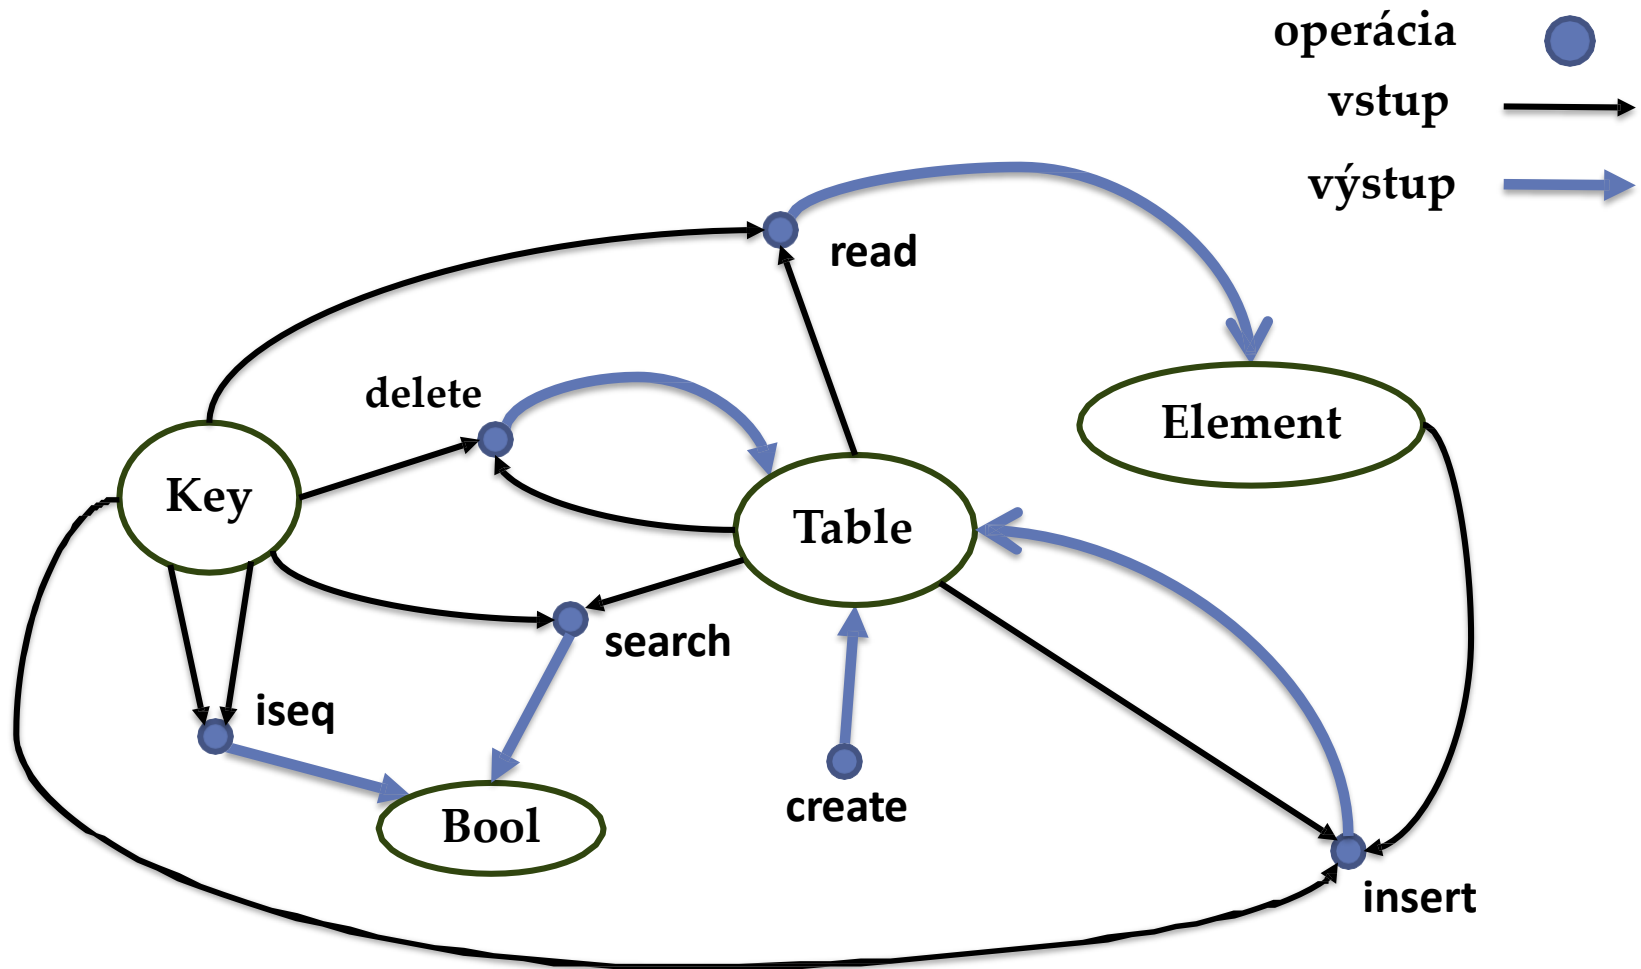 operácia
vstup
výstup
read
delete
Element
Key
Table
search
iseq
create
Bool
insert